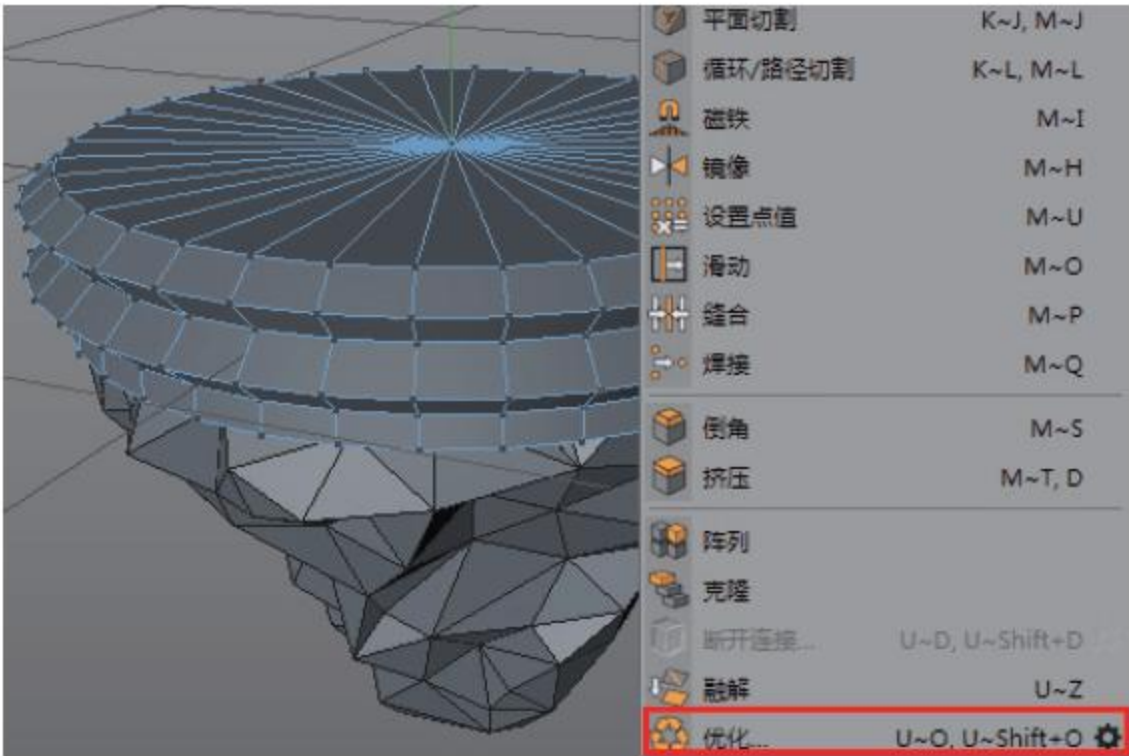 平面切割 K~J, M~J
循环/路径切割 K~L, M~L
磁铁 M~I
镜像 M~H
设置点值 M~U
滑动 M~O
缝合 M~P
焊接 M~Q
倒角 M~S
挤压 M~T, D
阵列
克隆
断开连接... U~D, U~Shift+D
融解 U~Z
优化... U~O, U~Shift+O